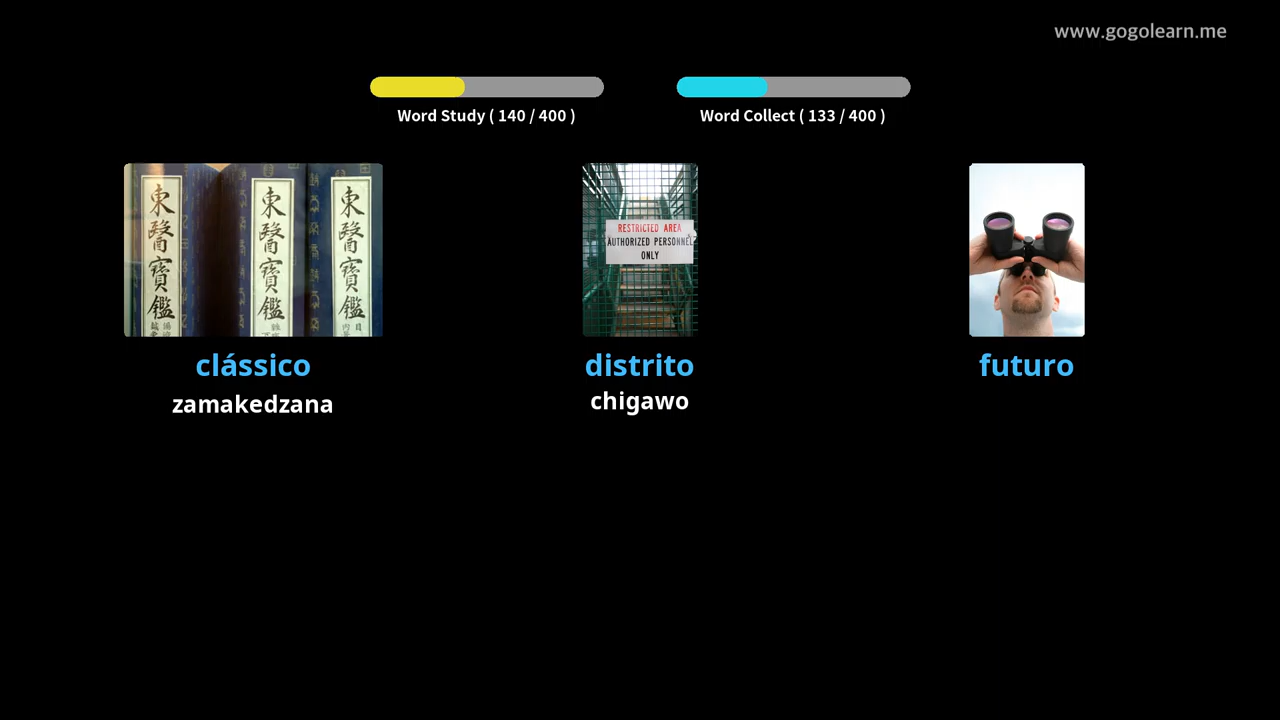 www.gogolearn.me
Word Study ( 140 / 400 )
Word Collect ( 133 / 400 )
東醫寶鑑
東醫寶鑑
東醫寶鑑
RESTRICTED AREA
AUTHORIZED PERSONNEL
ONLY
clássico
distrito
futuro
zamakedzana
chigawo